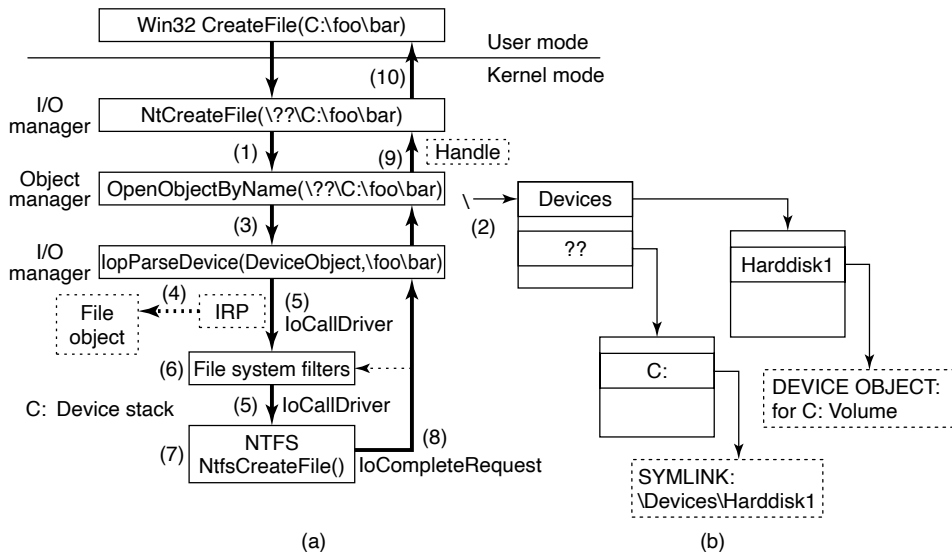 Win32 CreateFile(C:\foo\bar)
User mode
Kernel mode
(10)
I/O
manager
NtCreateFile(\??\C:\foo\bar)
(1)
(9)
Handle
Object
manager
OpenObjectByName(\??\C:\foo\bar)
(3)
I/O
manager
IopParseDevice(DeviceObject,\foo\bar)
(4)
(5)
File
object
IRP
IoCallDriver
(6)
File system filters
C: Device stack
(5)
IoCallDriver
(7)
NTFS
NtfsCreateFile()
(8)
IoCompleteRequest
(a)
\
(2)
Devices
??
Harddisk1
C:
DEVICE OBJECT:
for C: Volume
SYMLINK:
\Devices\Harddisk1
(b)